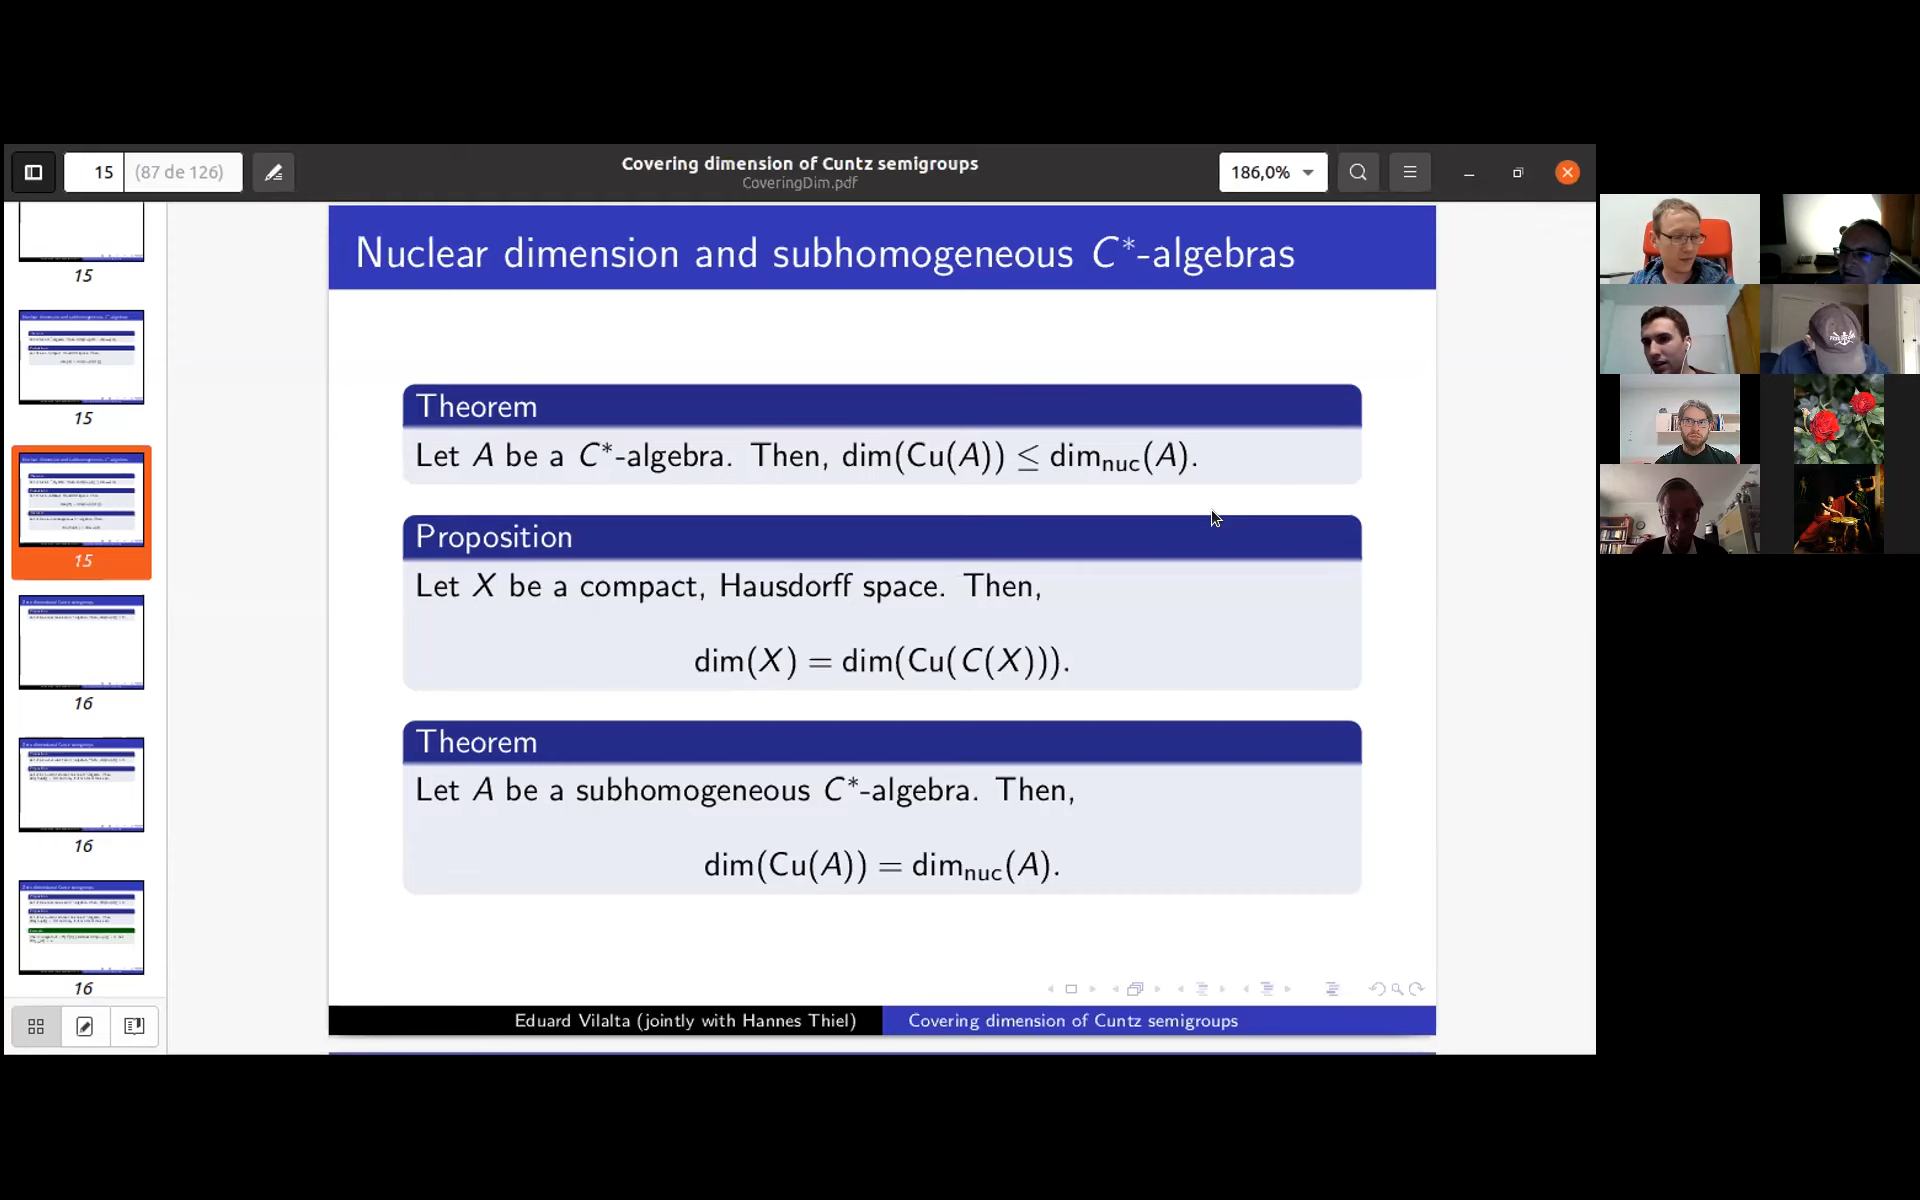 15 (87 de 126)
Covering dimension of Cuntz semigroups
CoveringDim.pdf
186,0%
15
15
15
16
16
16
Nuclear dimension and subhomogeneous C*-algebras
Theorem
Let A be a C*-algebra. Then, dim(Cu(A)) ≤ dim_nuc(A).
Proposition
Let X be a compact, Hausdorff space. Then,
dim(X) = dim(Cu(C(X))).
Theorem
Let A be a subhomogeneous C*-algebra. Then,
dim(Cu(A)) = dim_nuc(A).
Eduard Vilalta (jointly with Hannes Thiel)
Covering dimension of Cuntz semigroups